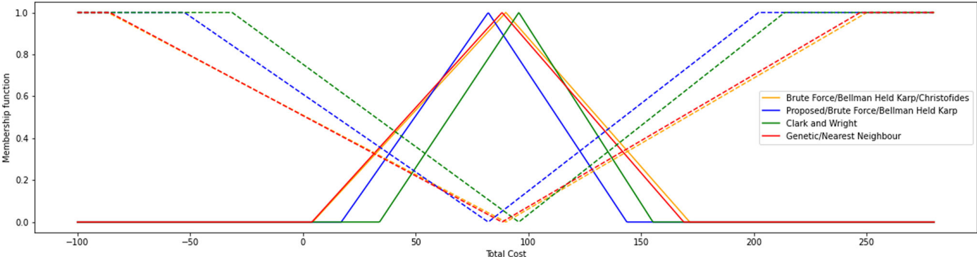 Membership function
1.0
0.8
0.6
0.4
0.2
0.0
Brute Force/Bellman Held Karp/Christofides
Proposed/Brute Force/Bellman Held Karp
Clark and Wright
Genetic/Nearest Neighbour
−100
−50
0
50
100
150
200
250
Total Cost